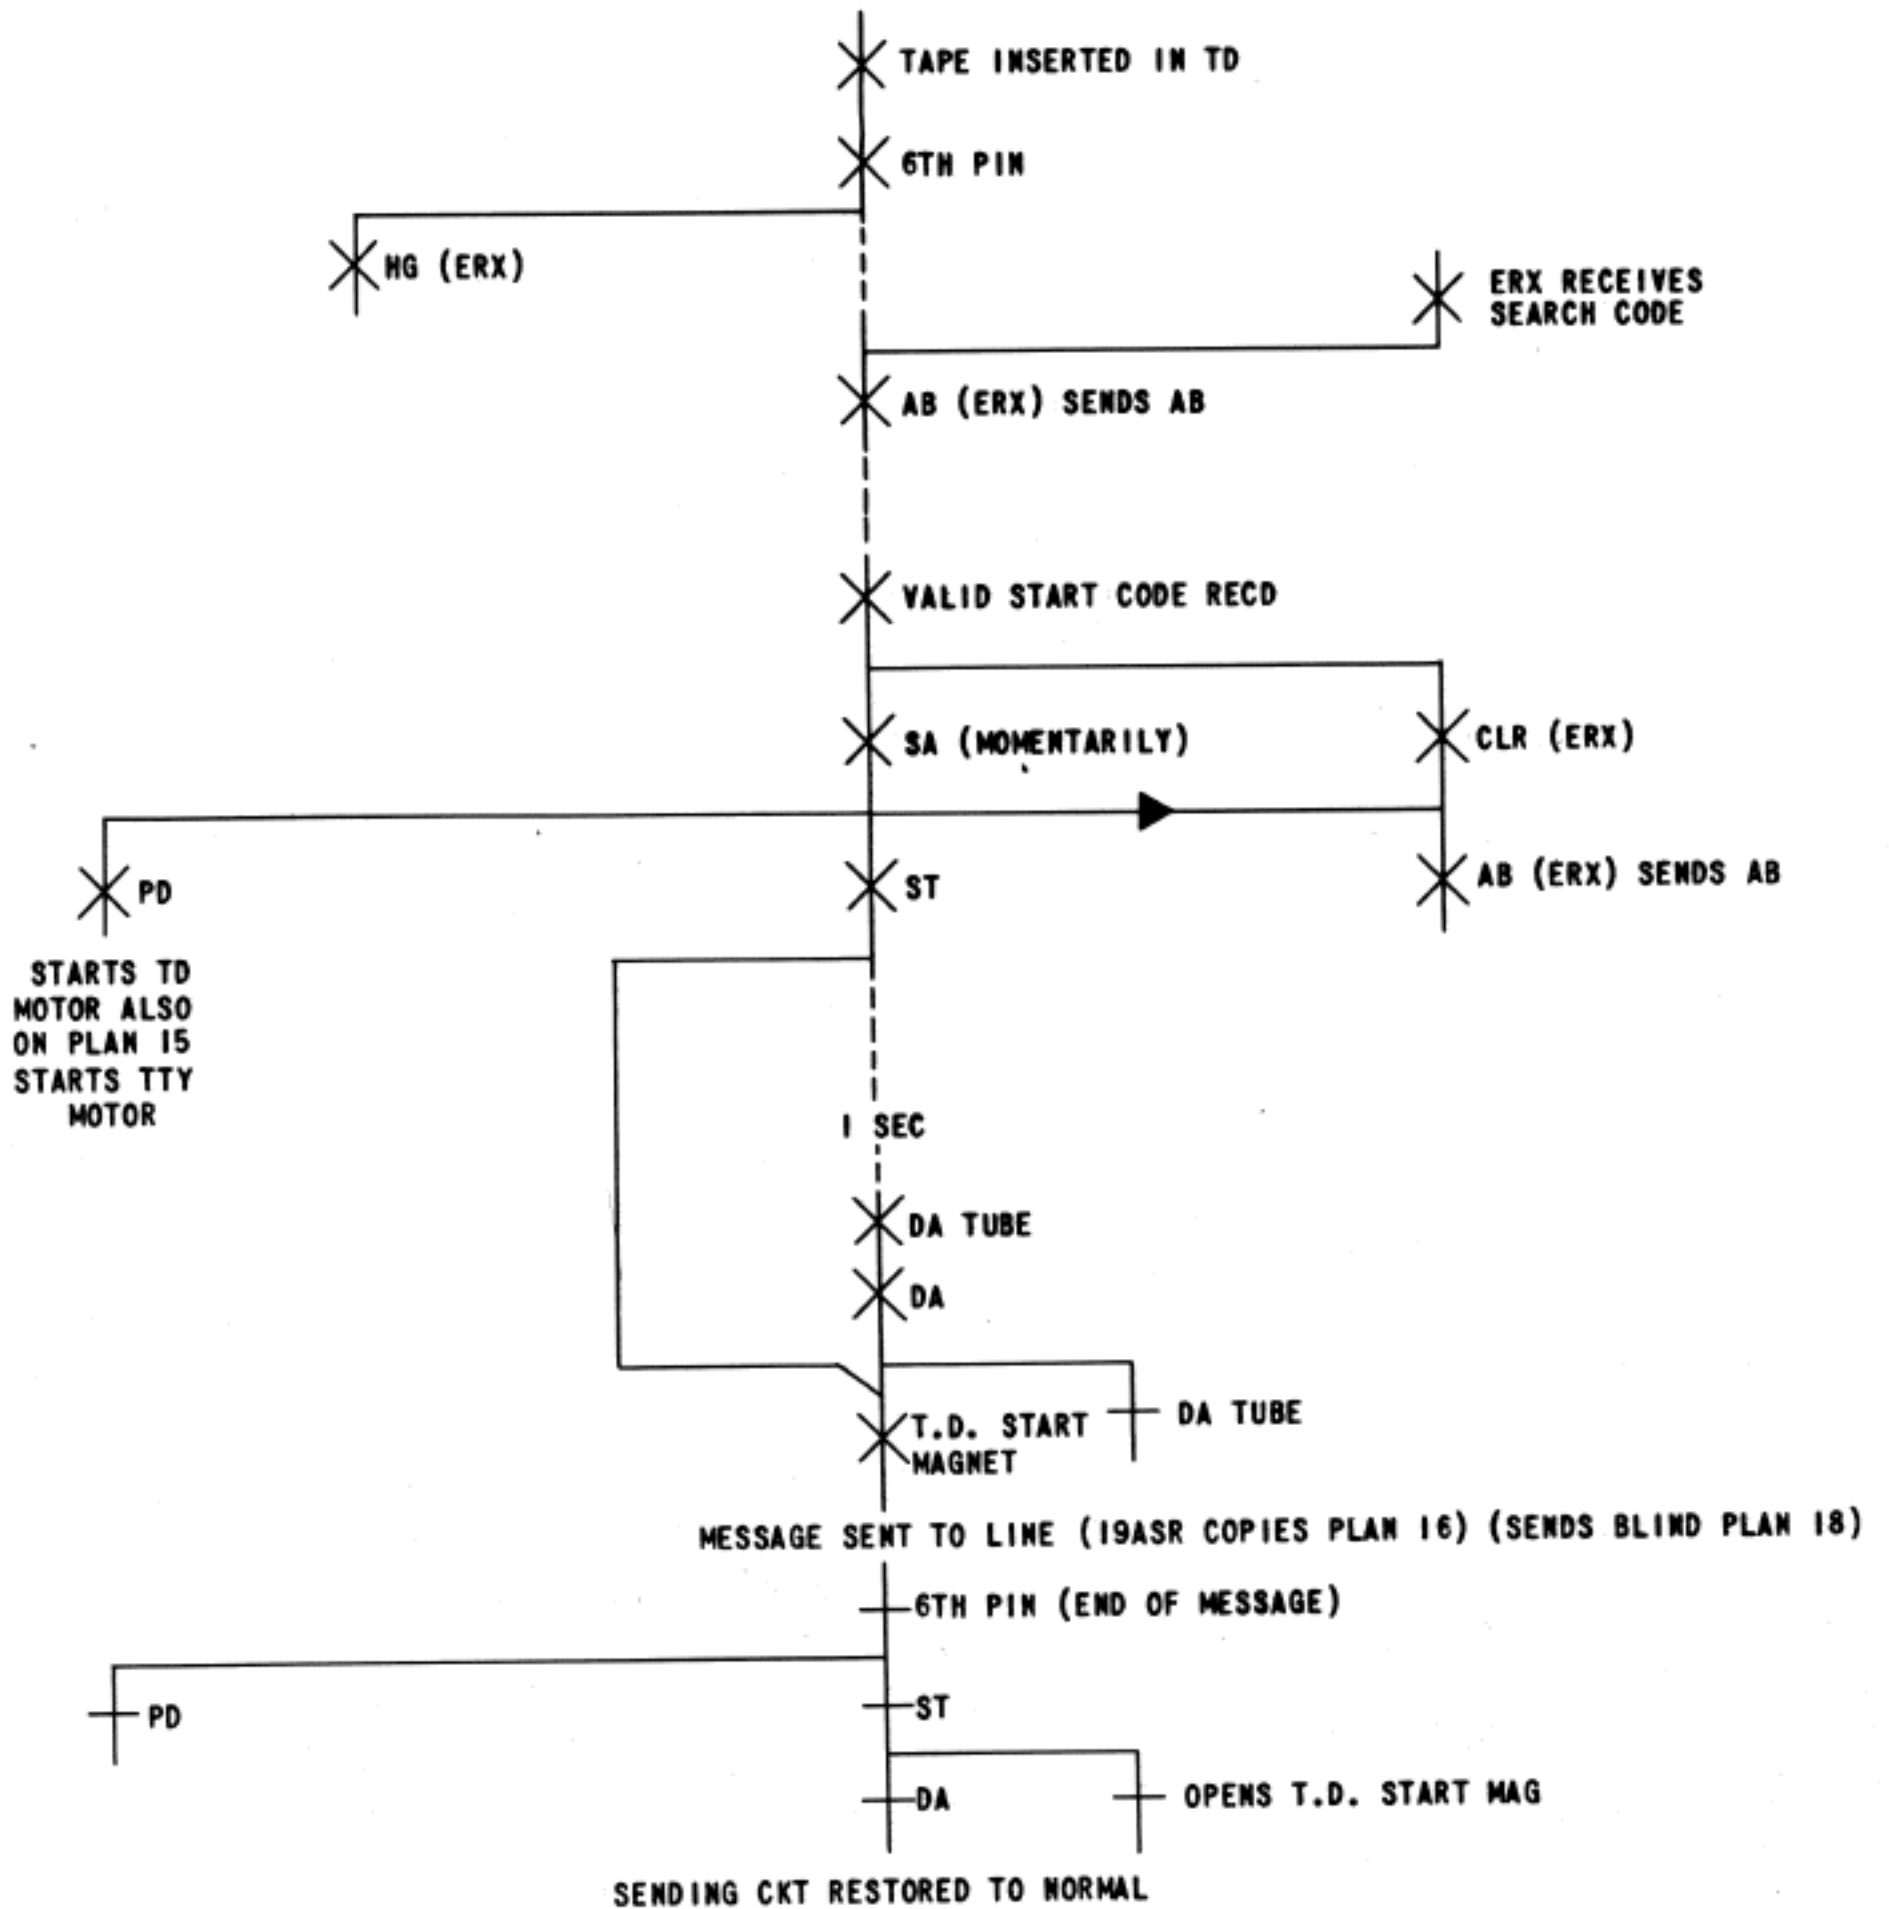 TAPE INSERTED IN TD
6TH PIN
HG (ERX)
ERX RECEIVES
SEARCH CODE
AB (ERX) SENDS AB
VALID START CODE RECD
SA (MOMENTARILY)
CLR (ERX)
PD
ST
AB (ERX) SENDS AB
STARTS TD
MOTOR ALSO
ON PLAN 15
STARTS TTY
MOTOR
1 SEC
DA TUBE
DA
T.D. START
MAGNET
DA TUBE
MESSAGE SENT TO LINE (19ASR COPIES PLAN 16) (SENDS BLIND PLAN 18)
6TH PIN (END OF MESSAGE)
PD
ST
DA
OPENS T.D. START MAG
SENDING CKT RESTORED TO NORMAL